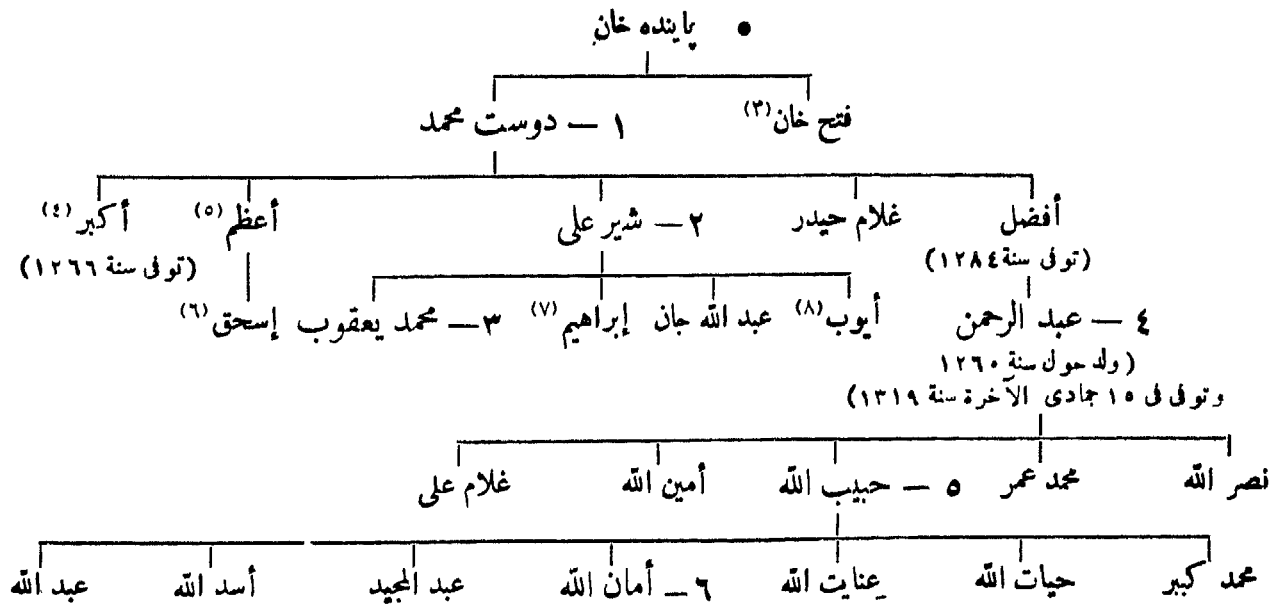 ● پاینده خان
فتح خان (٣) ١ — دوست محمد
أفضل غلام حيدر ٢ — شير على أعظم (٥) أكبر (٤)
(توفى سنة ١٢٨٤) (توفى سنة ١٢٦٦)
٤ — عبد الرحمن أيوب (٨) عبد الله جان إبراهيم (٧) ٣ — محمد يعقوب إسحق (٦)
(ولد حول سنة ١٢٦٠
وتوفى فى ١٥ جمادى الآخرة سنة ١٣١٩)
نصر الله محمد عمر ٥ — حبيب الله أمين الله غلام على
محمد كبير حيات الله عنايت الله ٦ — أمان الله عبد المجيد أسد الله عبد الله